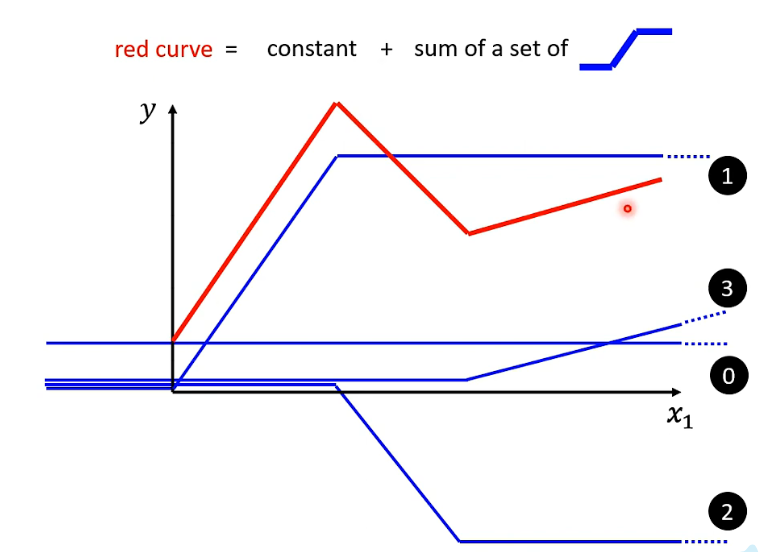 red curve = constant + sum of a set of
y
1
3
0
x₁
2